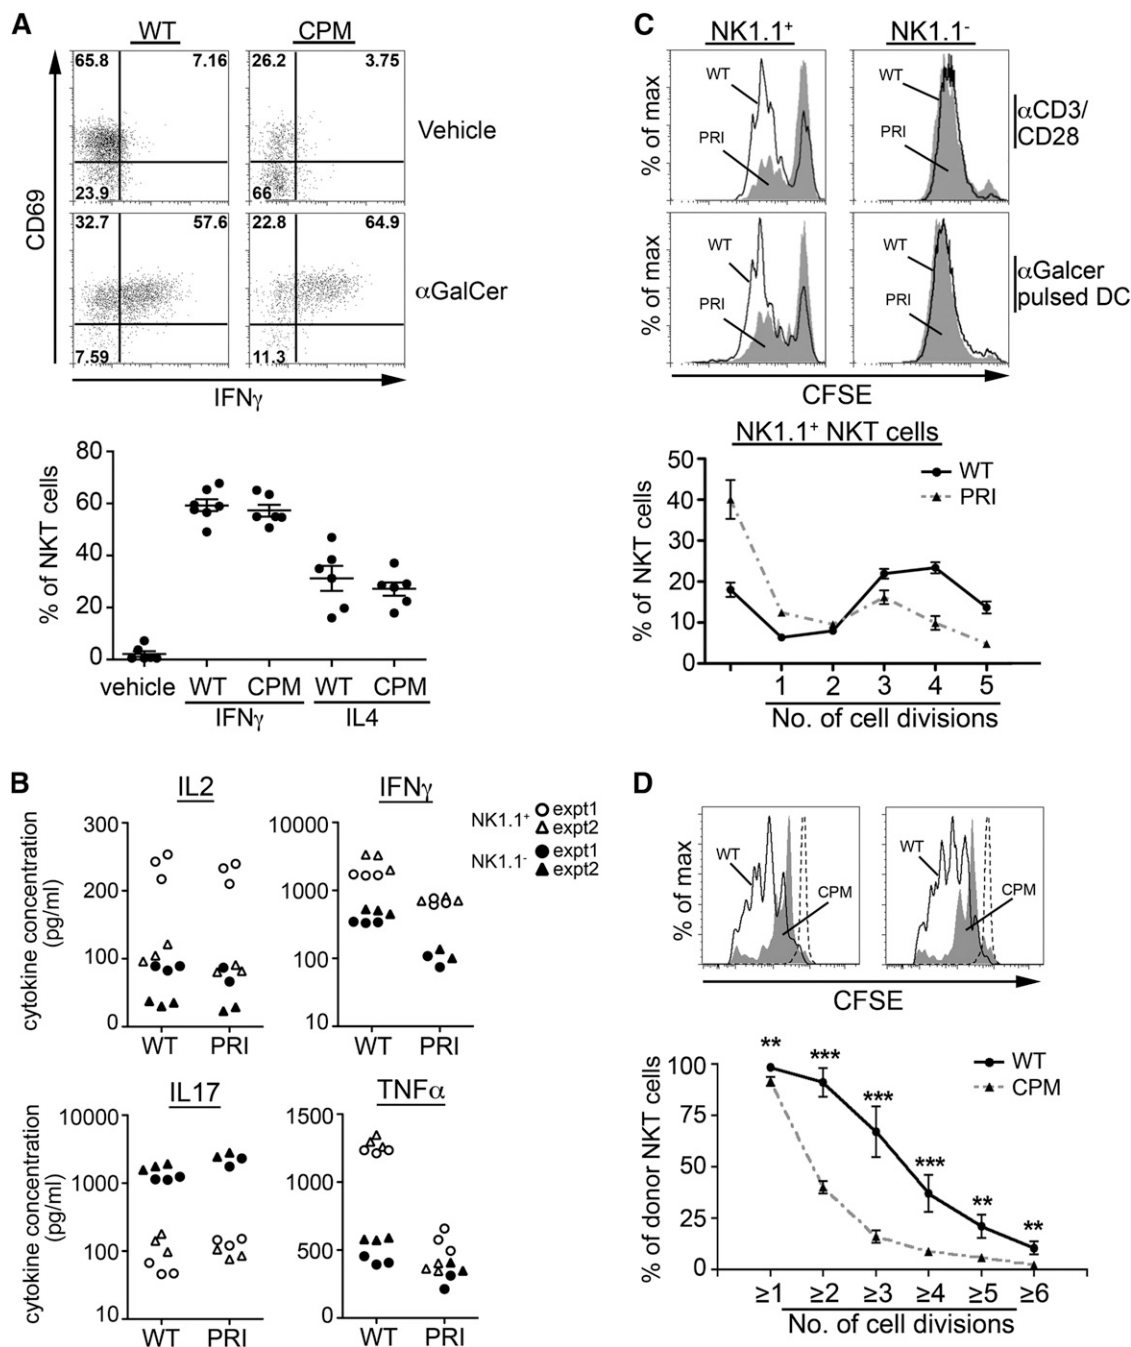 A
WT CPM
65.8 7.16 26.2 3.75
Vehicle
23.9 66
32.7 57.6 22.8 64.9
αGalCer
7.59 11.3
CD69
IFNγ
80
60
40
20
0
% of NKT cells
vehicle WT CPM WT CPM
IFNγ IL4
B
IL2
300
200
100
0
cytokine concentration
(pg/ml)
WT PRI
IFNγ
10000
1000
100
10
WT PRI
NK1.1+ expt1
expt2
NK1.1- expt1
expt2
IL17
10000
1000
100
10
cytokine concentration
(pg/ml)
WT PRI
TNFα
1500
1000
500
0
WT PRI
C
NK1.1+ NK1.1-
% of max
WT
PRI
WT
PRI
αCD3/
CD28
% of max
WT
PRI
WT
PRI
αGalcer
pulsed DC
CFSE
NK1.1+ NKT cells
50
40
30
20
10
0
% of NKT cells
WT
PRI
1 2 3 4 5
No. of cell divisions
D
% of max
WT
CPM
WT
CPM
CFSE
100
75
50
25
0
% of donor NKT cells
** *** *** *** ** **
WT
CPM
≥1 ≥2 ≥3 ≥4 ≥5 ≥6
No. of cell divisions